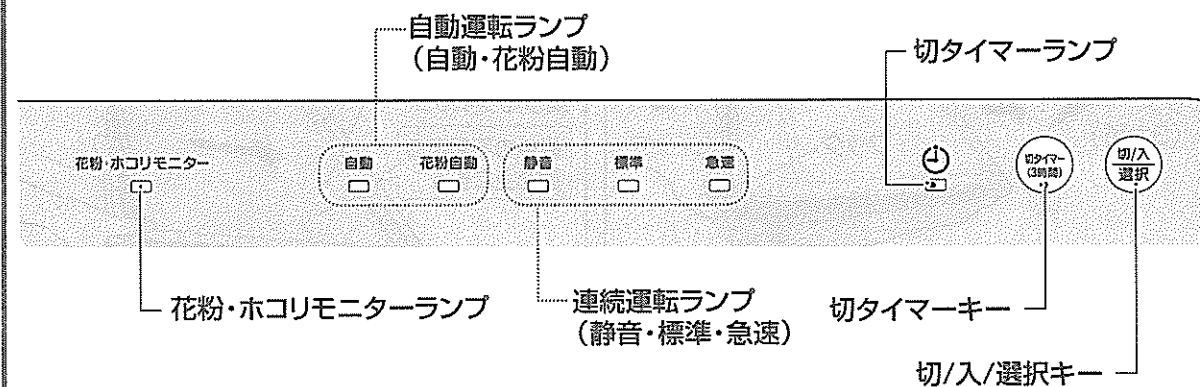 自動運転ランプ
(自動・花粉自動)
切タイマーランプ
花粉・ホコリモニター
自動
花粉自動
静音
標準
急速
切タイマー
(3時間)
切/入
選択
花粉・ホコリモニターランプ
連続運転ランプ
(静音・標準・急速)
切タイマーキー
切/入/選択キー